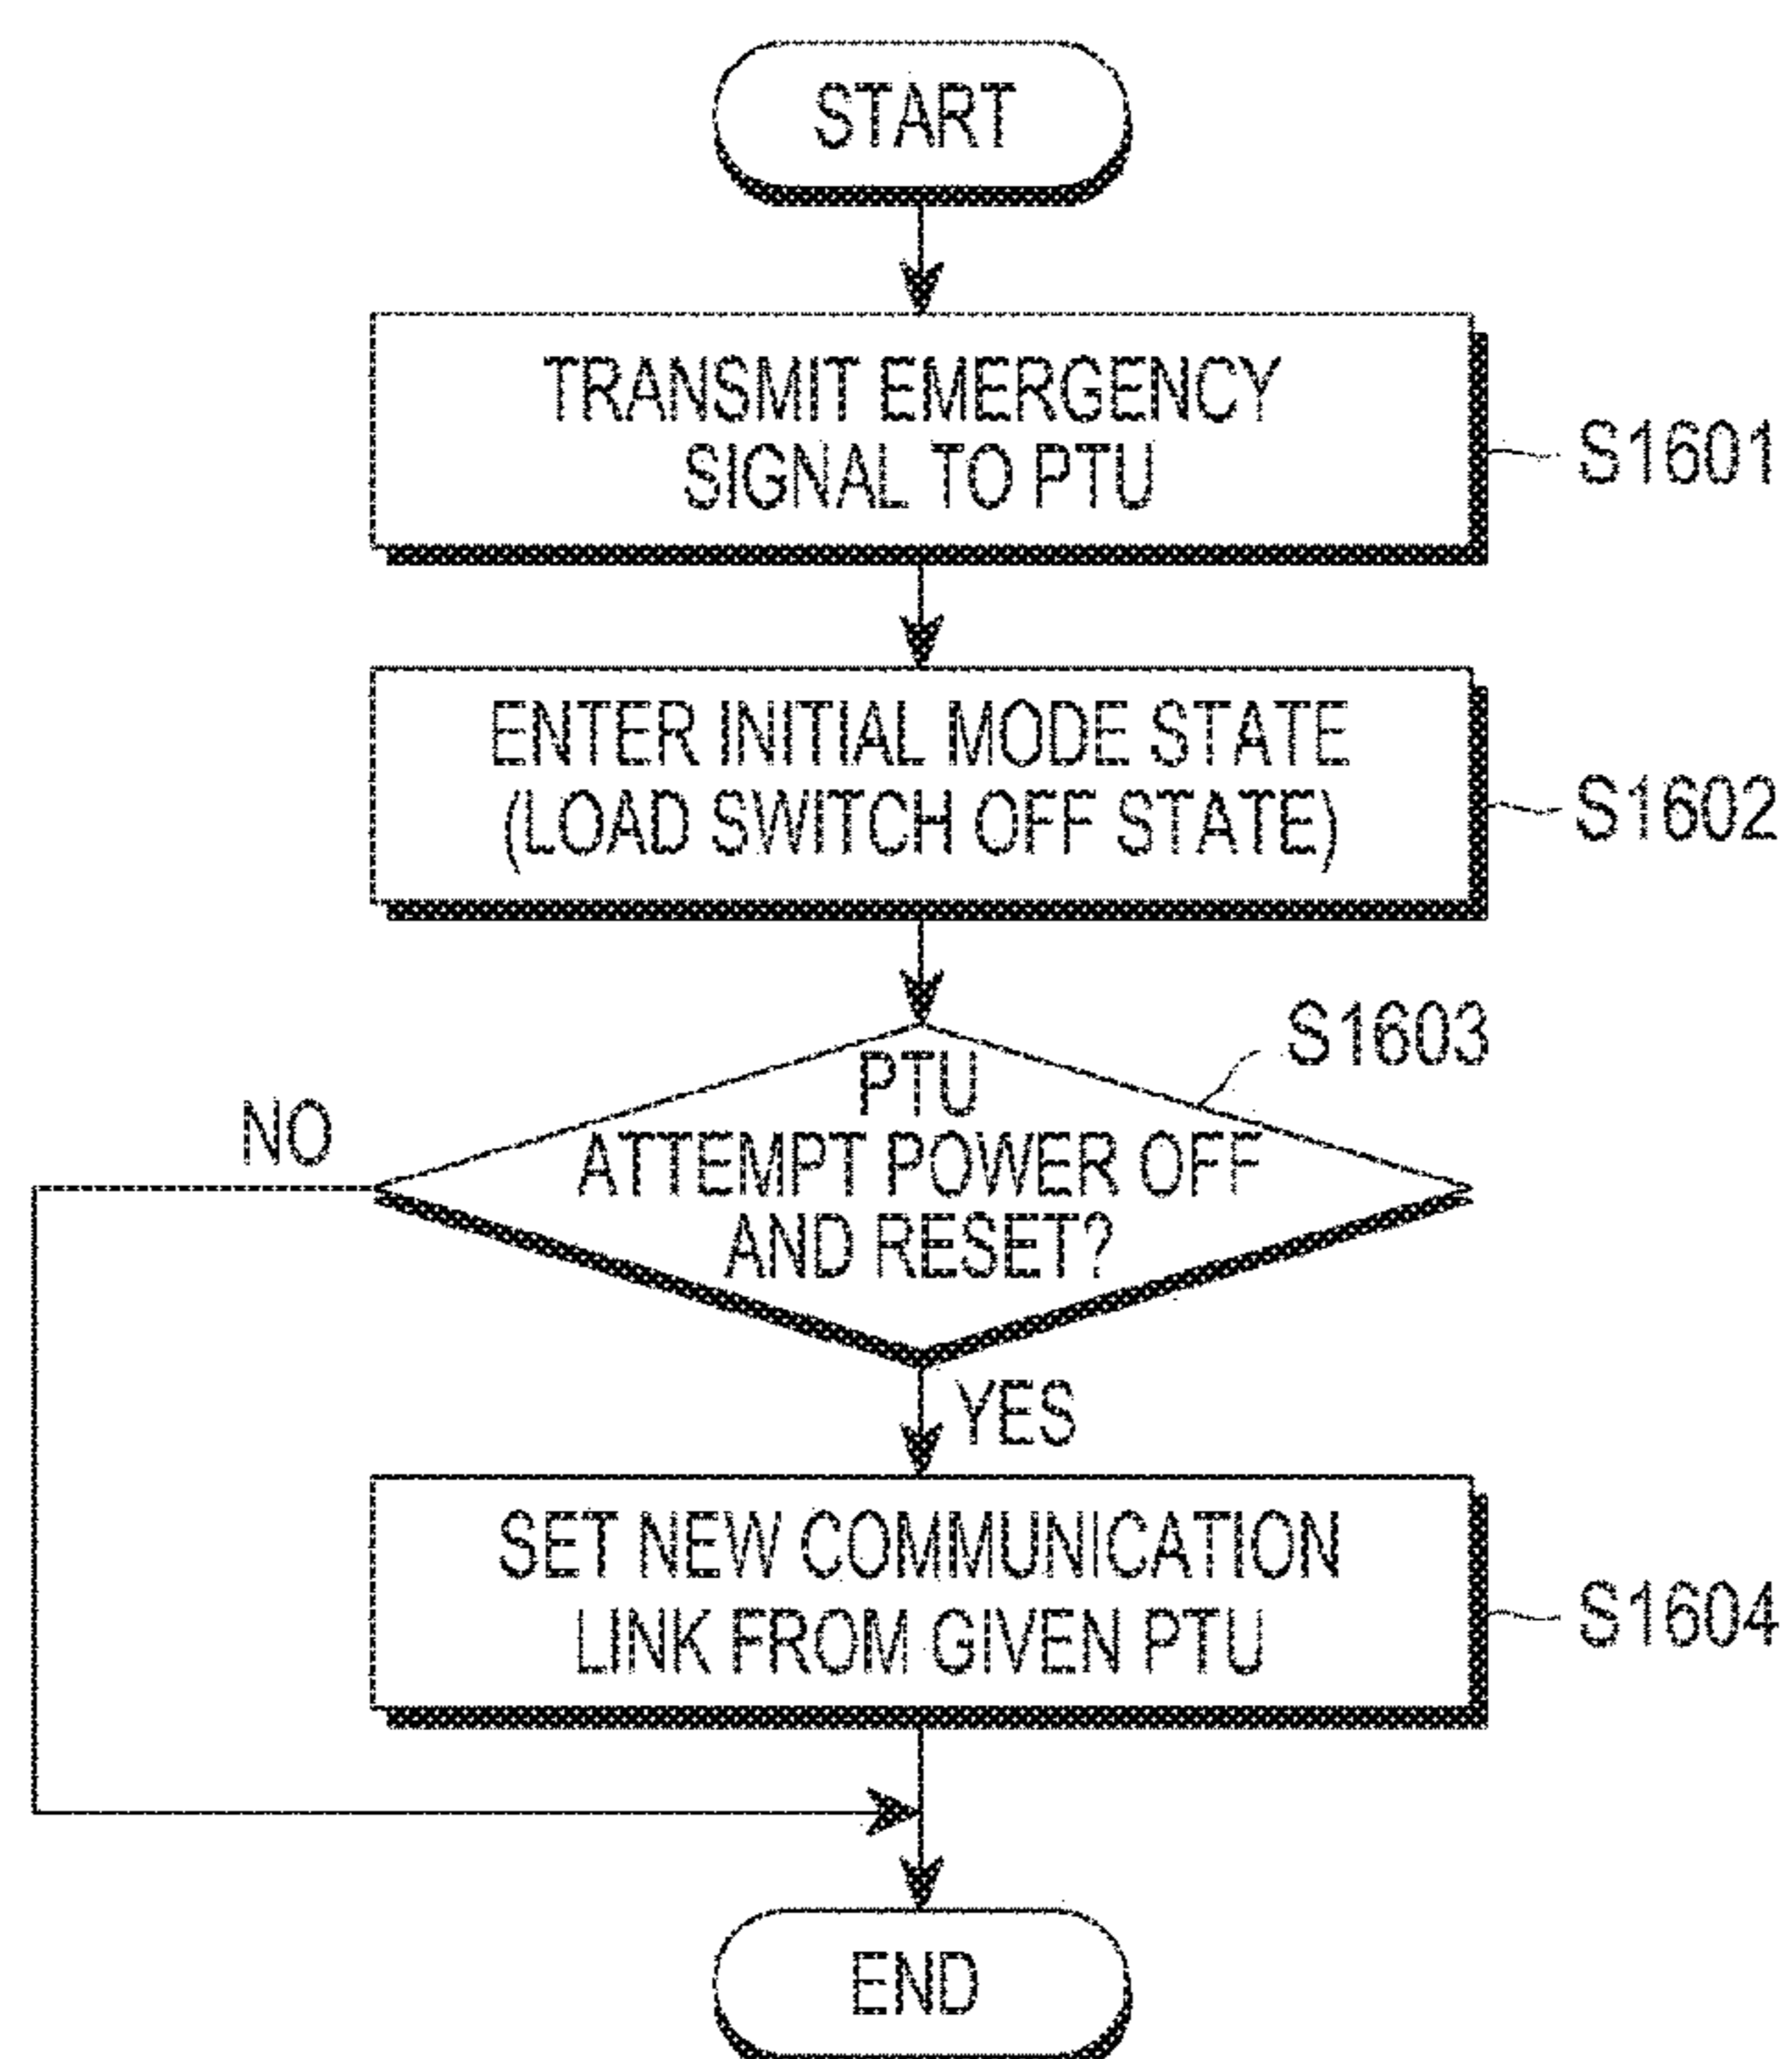 START
TRANSMIT EMERGENCY
SIGNAL TO PTU
S1601
ENTER INITIAL MODE STATE
(LOAD SWITCH OFF STATE)
S1602
S1603
PTU
ATTEMPT POWER OFF
AND RESET?
NO
YES
SET NEW COMMUNICATION
LINK FROM GIVEN PTU
S1604
END